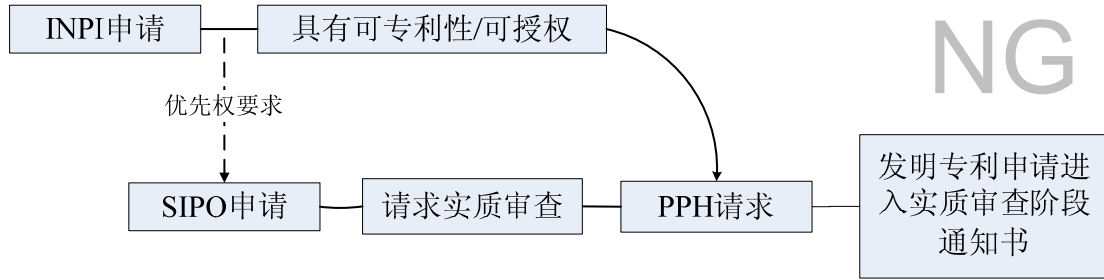 INPI申请
具有可专利性/可授权
NG
优先权要求
SIPO申请
请求实质审查
PPH请求
发明专利申请进
入实质审查阶段
通知书